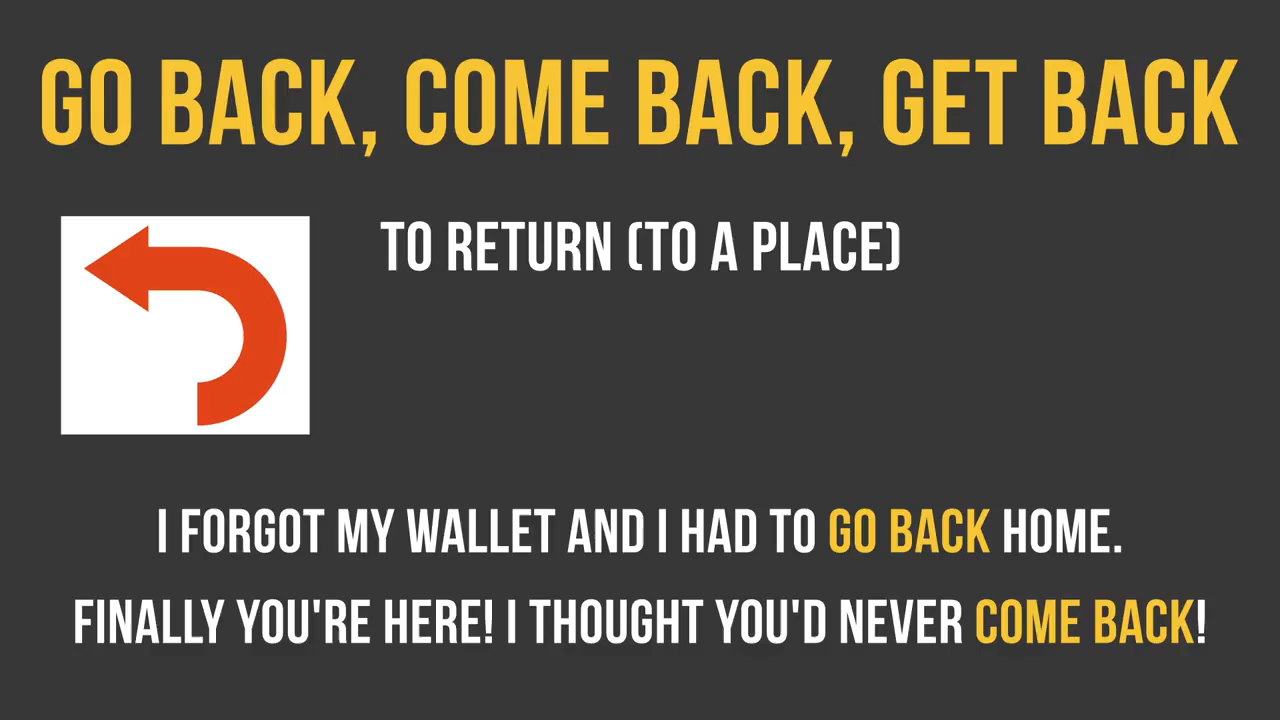 GO BACK, COME BACK, GET BACK
TO RETURN (TO A PLACE)
I FORGOT MY WALLET AND I HAD TO GO BACK HOME.
FINALLY YOU'RE HERE! I THOUGHT YOU'D NEVER COME BACK!